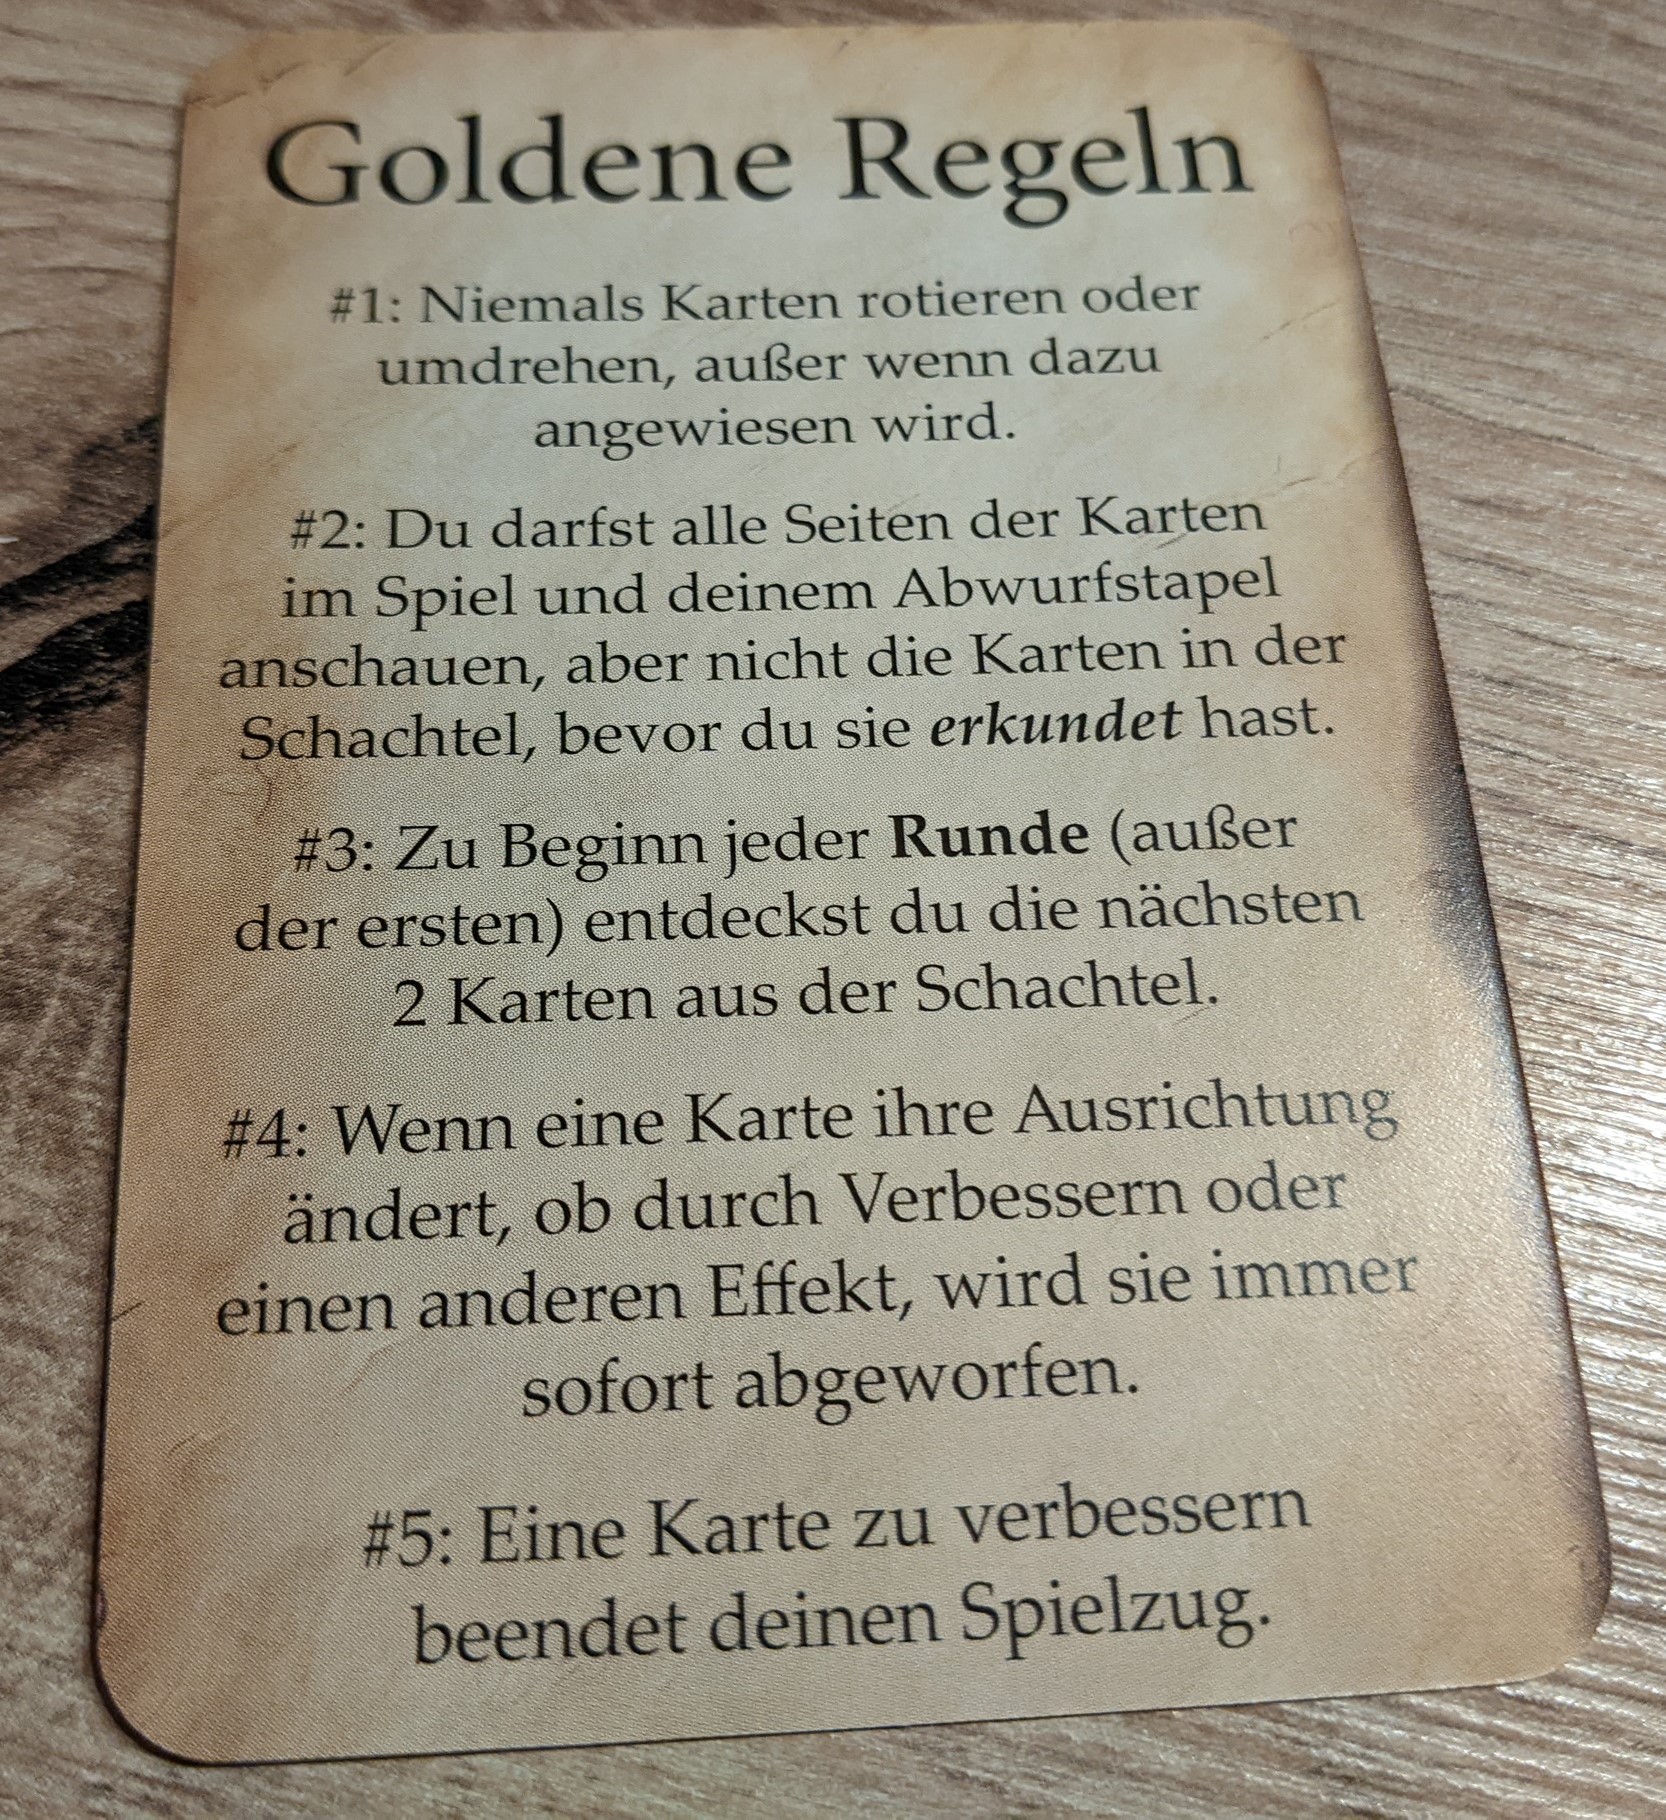 Goldene Regeln
#1: Niemals Karten rotieren oder
umdrehen, außer wenn dazu
angewiesen wird.
#2: Du darfst alle Seiten der Karten
im Spiel und deinem Abwurfstapel
anschauen, aber nicht die Karten in der
Schachtel, bevor du sie erkundet hast.
#3: Zu Beginn jeder Runde (außer
der ersten) entdeckst du die nächsten
2 Karten aus der Schachtel.
#4: Wenn eine Karte ihre Ausrichtung
ändert, ob durch Verbessern oder
einen anderen Effekt, wird sie immer
sofort abgeworfen.
#5: Eine Karte zu verbessern
beendet deinen Spielzug.